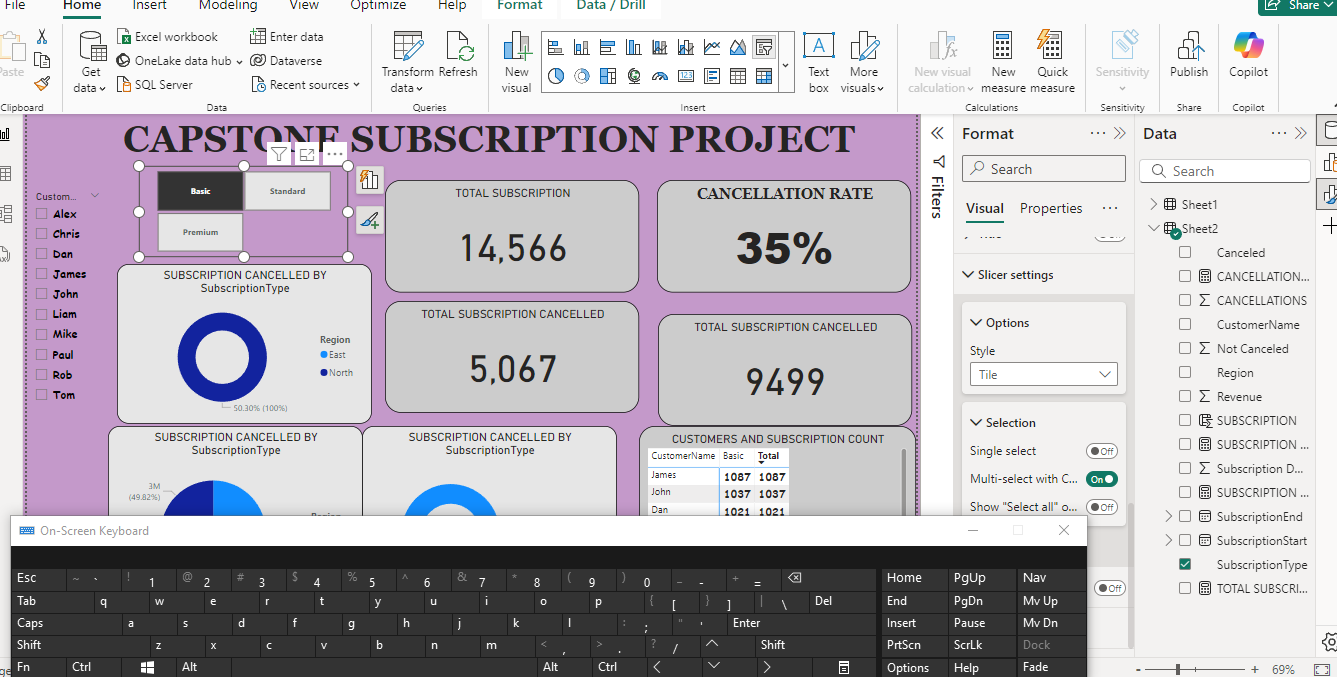 File Home Insert Modeling View Optimize Help Format Data / Drill Share
Paste
Clipboard
Get data
Excel workbook
OneLake data hub
SQL Server
Enter data
Dataverse
Recent sources
Data
Transform data
Refresh
Queries
New visual
Text box
More visuals
Insert
New visual calculation
New measure
Quick measure
Calculations
Sensitivity
Sensitivity
Publish
Share
Copilot
Copilot
CAPSTONE SUBSCRIPTION PROJECT
Custom...
Alex
Chris
Dan
James
John
Liam
Mike
Paul
Rob
Tom
Basic
Standard
Premium
TOTAL SUBSCRIPTION
14,566
CANCELLATION RATE
35%
SUBSCRIPTION CANCELLED BY
SubscriptionType
Region
East
North
50.30% (100%)
TOTAL SUBSCRIPTION CANCELLED
5,067
TOTAL SUBSCRIPTION CANCELLED
9499
SUBSCRIPTION CANCELLED BY
SubscriptionType
3M
(49.82%)
SUBSCRIPTION CANCELLED BY
SubscriptionType
CUSTOMERS AND SUBSCRIPTION COUNT
CustomerName Basic Total
James 1087 1087
John 1037 1037
Dan 1021 1021
Filters
Format
Search
Visual Properties
Slicer settings
Options
Style
Tile
Selection
Single select Off
Multi-select with C... On
Show "Select all" o... Off
Off
Data
Search
Sheet1
Sheet2
Canceled
CANCELLATION...
CANCELLATIONS
CustomerName
Not Canceled
Region
Revenue
SUBSCRIPTION
SUBSCRIPTION ...
Subscription D...
SUBSCRIPTION ...
SubscriptionEnd
SubscriptionStart
SubscriptionType
TOTAL SUBSCRI...
On-Screen Keyboard
Esc ~ ` ! 1 @ 2 # 3 $ 4 % 5 ^ 6 & 7 * 8 ( 9 ) 0 _ - + = Home PgUp Nav
Tab q w e r t y u i o p { [ } ] | \ Del End PgDn Mv Up
Caps a s d f g h j k l : ; " ' Enter Insert Pause Mv Dn
Shift z x c v b n m < , > . ? / Shift PrtScn ScrLk Dock
Fn Ctrl Alt Alt Ctrl Options Help Fade
- + 69%